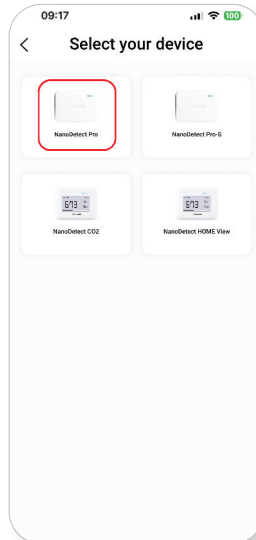 09:17
100
Select your device
NanoDetect Pro
NanoDetect Pro-S
673
673
NanoDetect CO2
NanoDetect HOME View